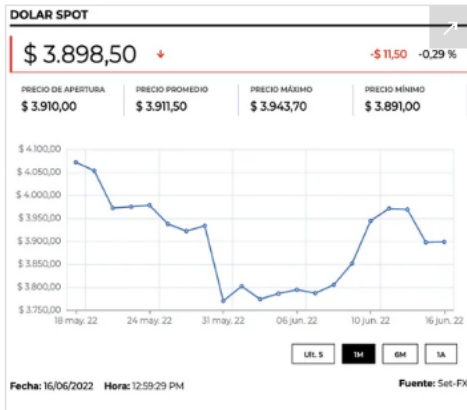 DOLAR SPOT
$ 3.898,50 ↓ -$ 11,50 -0,29 %
PRECIO DE APERTURA PRECIO PROMEDIO PRECIO MÁXIMO PRECIO MÍNIMO
$ 3.910,00 $ 3.911,50 $ 3.943,70 $ 3.891,00
$ 4.100,00
$ 4.050,00
$ 4.000,00
$ 3.950,00
$ 3.900,00
$ 3.850,00
$ 3.800,00
$ 3.750,00
18 may. 22 24 may. 22 31 may. 22 06 jun. 22 10 jun. 22 16 jun. 22
Ult. 5 1M 6M 1A
Fecha: 16/06/2022 Hora: 12:59:29 PM Fuente: Set-FX